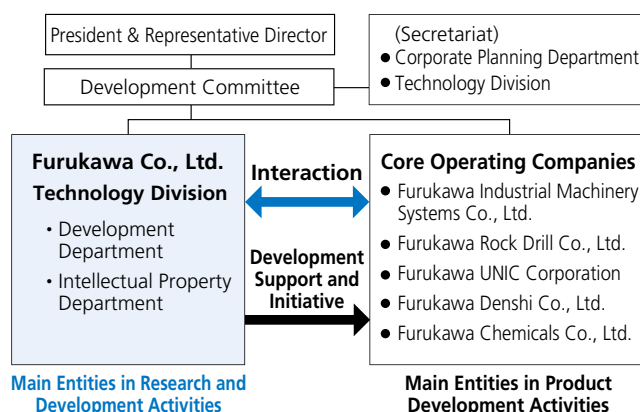 President & Representative Director
(Secretariat)
● Corporate Planning Department
● Technology Division
Development Committee
Furukawa Co., Ltd.
Technology Division
・Development
Department
・Intellectual Property
Department
Interaction
Development
Support and
Initiative
Core Operating Companies
● Furukawa Industrial Machinery
Systems Co., Ltd.
● Furukawa Rock Drill Co., Ltd.
● Furukawa UNIC Corporation
● Furukawa Denshi Co., Ltd.
● Furukawa Chemicals Co., Ltd.
Main Entities in Research and
Development Activities
Main Entities in Product
Development Activities